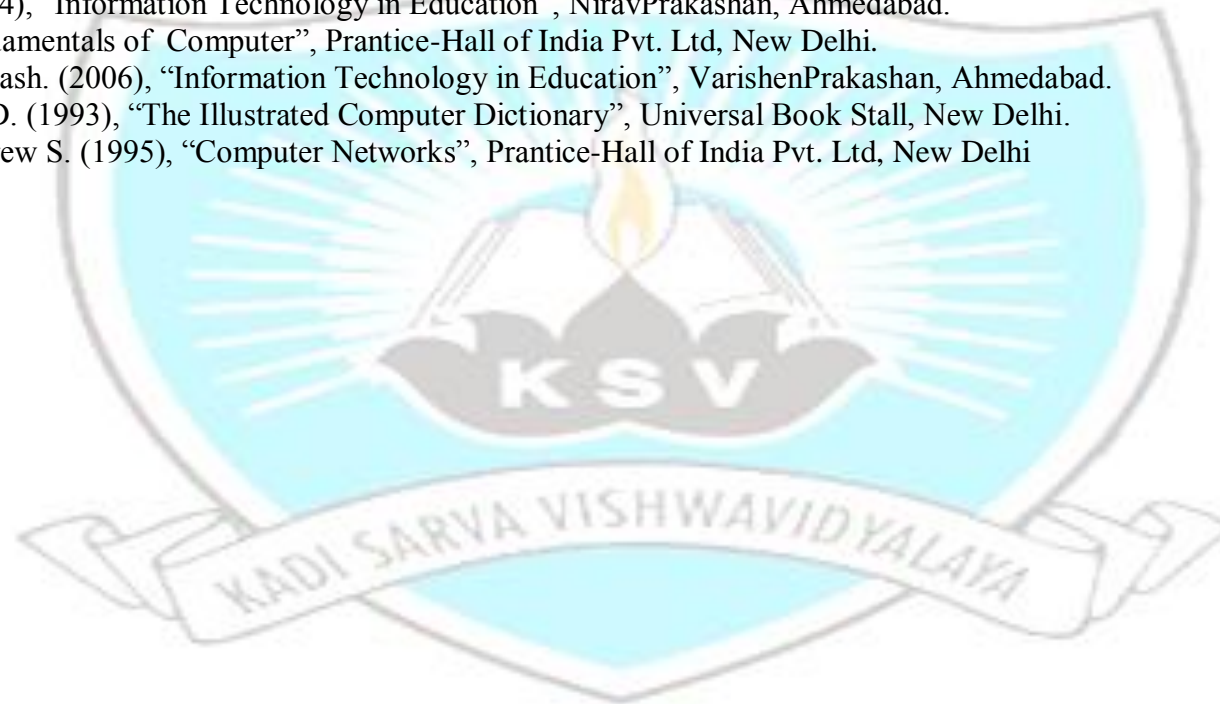 4), “Information Technology in Education”, NiravPrakashan, Ahmedabad.
damentals of Computer”, Prantice-Hall of India Pvt. Ltd, New Delhi.
ash. (2006), “Information Technology in Education”, VarishenPrakashan, Ahmedabad.
D. (1993), “The Illustrated Computer Dictionary”, Universal Book Stall, New Delhi.
rew S. (1995), “Computer Networks”, Prantice-Hall of India Pvt. Ltd, New Delhi
KSV
KADI SARVA VISHWAVIDYALAYA